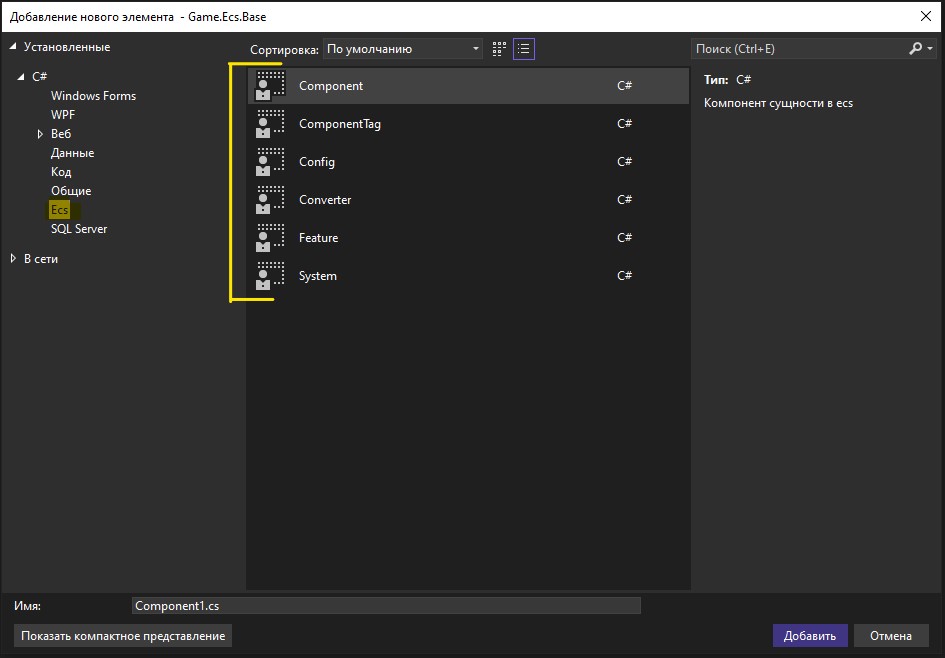 Добавление нового элемента - Game.Ecs.Base
Установленные
C#
Windows Forms
WPF
Веб
Данные
Код
Общие
Ecs
SQL Server
В сети
Сортировка: По умолчанию
Component C#
ComponentTag C#
Config C#
Converter C#
Feature C#
System C#
Поиск (Ctrl+E)
Тип: C#
Компонент сущности в ecs
Имя: Component1.cs
Показать компактное представление
Добавить
Отмена